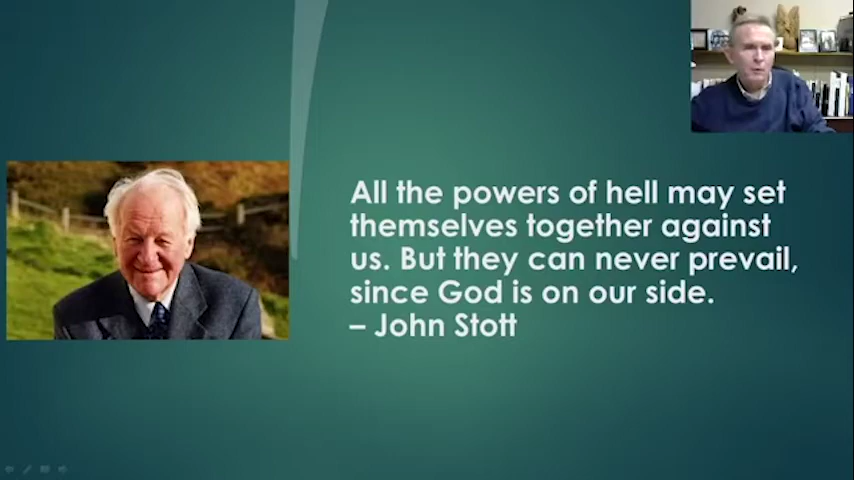 All the powers of hell may set
themselves together against
us. But they can never prevail,
since God is on our side.
– John Stott